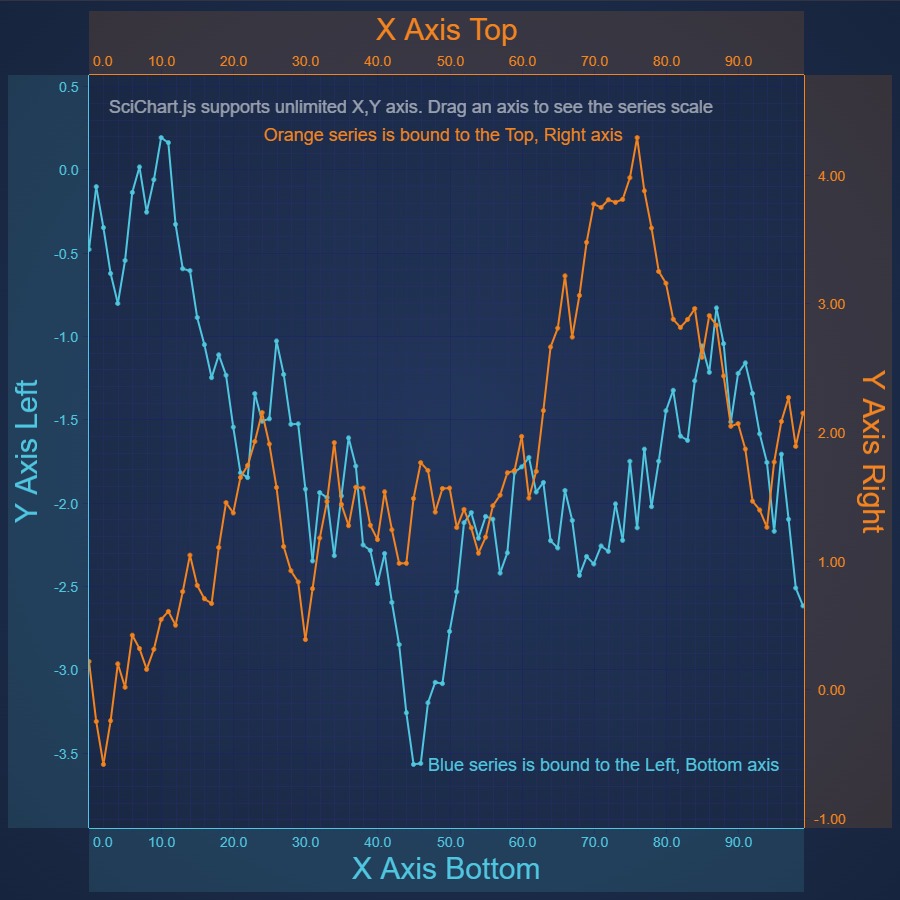 X Axis Top
0.0 10.0 20.0 30.0 40.0 50.0 60.0 70.0 80.0 90.0
SciChart.js supports unlimited X,Y axis. Drag an axis to see the series scale
Orange series is bound to the Top, Right axis
Y Axis Left
0.5
0.0
-0.5
-1.0
-1.5
-2.0
-2.5
-3.0
-3.5
4.00
3.00
2.00
1.00
0.00
-1.00
Y Axis Right
Blue series is bound to the Left, Bottom axis
0.0 10.0 20.0 30.0 40.0 50.0 60.0 70.0 80.0 90.0
X Axis Bottom